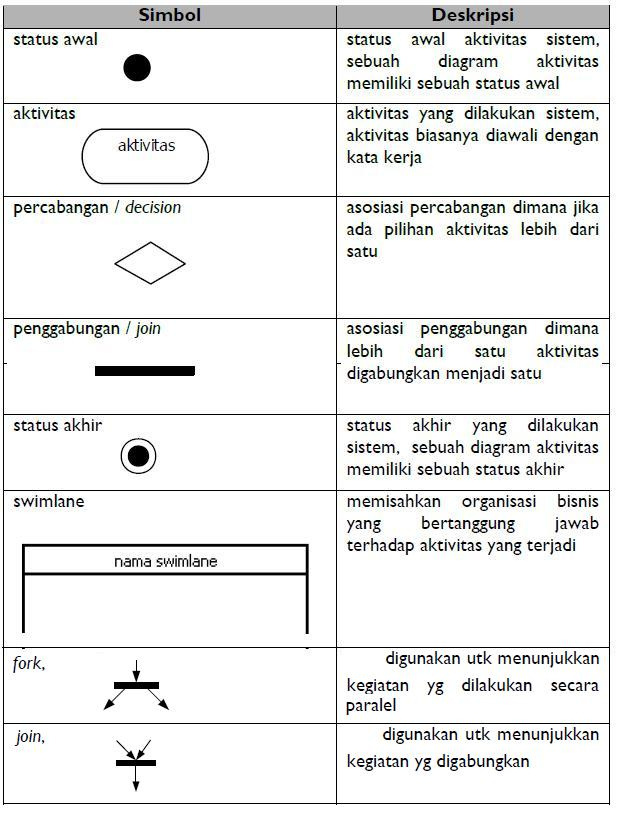 Simbol Deskripsi
status awal
status awal aktivitas sistem,
sebuah diagram aktivitas
memiliki sebuah status awal
aktivitas
aktivitas
aktivitas yang dilakukan sistem,
aktivitas biasanya diawali dengan
kata kerja
percabangan / decision
asosiasi percabangan dimana jika
ada pilihan aktivitas lebih dari
satu
penggabungan / join
asosiasi penggabungan dimana
lebih dari satu aktivitas
digabungkan menjadi satu
status akhir
status akhir yang dilakukan
sistem, sebuah diagram aktivitas
memiliki sebuah status akhir
swimlane
nama swimlane
memisahkan organisasi bisnis
yang bertanggung jawab
terhadap aktivitas yang terjadi
fork,
digunakan utk menunjukkan
kegiatan yg dilakukan secara
paralel
join,
digunakan utk menunjukkan
kegiatan yg digabungkan